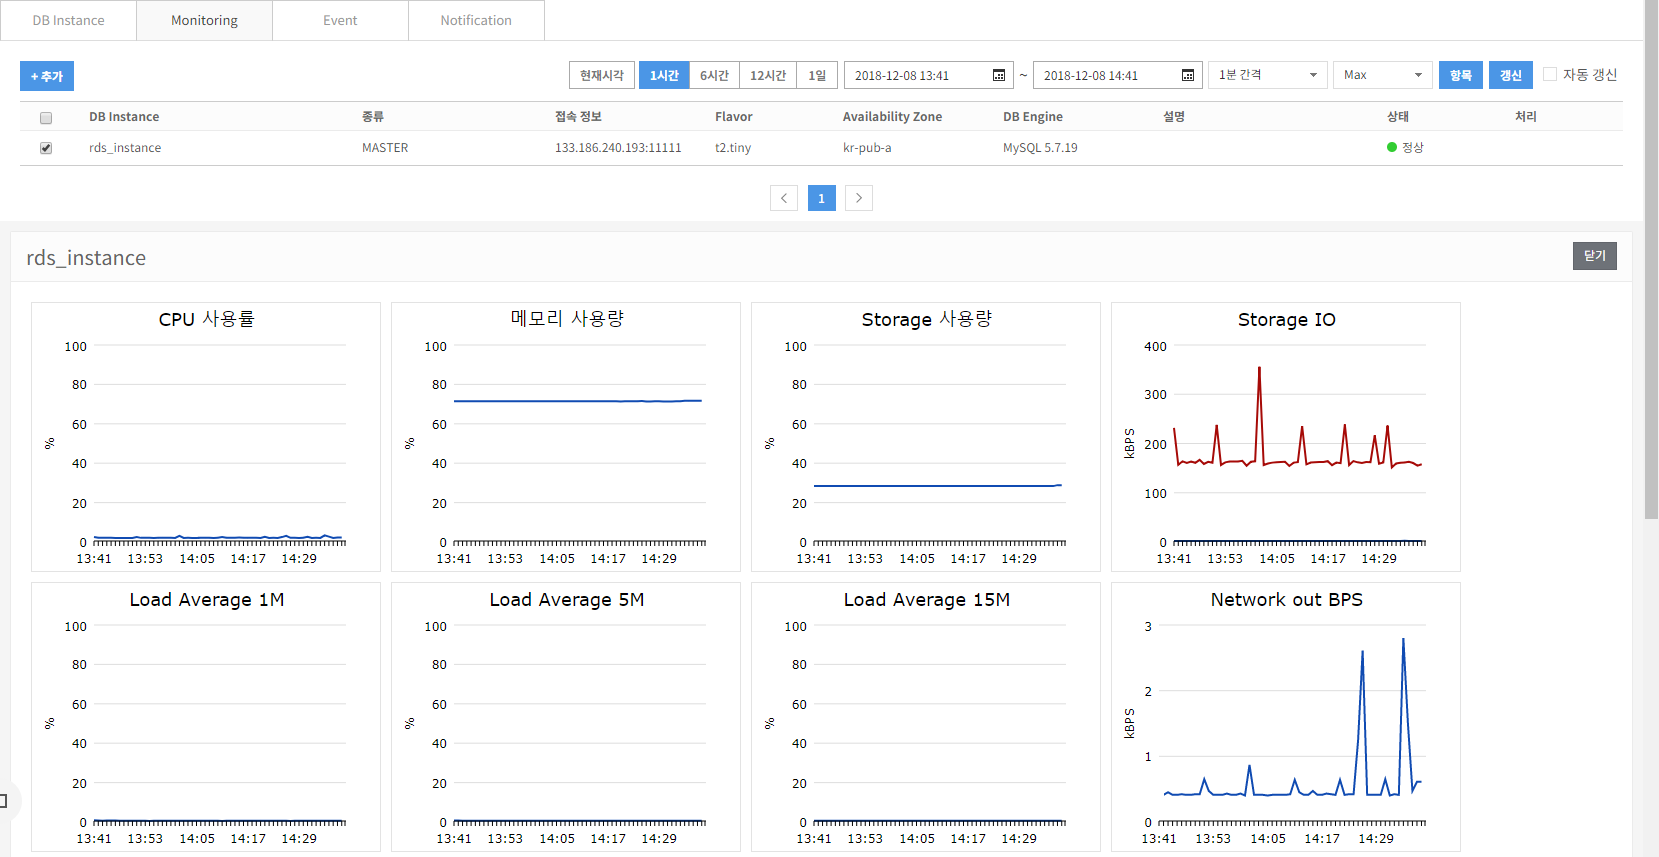 DB Instance Monitoring Event Notification
+ 추가 현재시각 1시간 6시간 12시간 1일 2018-12-08 13:41 ~ 2018-12-08 14:41 1분 간격 Max 항목 갱신 자동 갱신
DB Instance 종류 접속 정보 Flavor Availability Zone DB Engine 설명 상태 처리
rds_instance MASTER 133.186.240.193:11111 t2.tiny kr-pub-a MySQL 5.7.19 정상
1
rds_instance 닫기
CPU 사용률
100
80
60
40
20
0
%
13:41 13:53 14:05 14:17 14:29
메모리 사용량
100
80
60
40
20
0
%
13:41 13:53 14:05 14:17 14:29
Storage 사용량
100
80
60
40
20
0
%
13:41 13:53 14:05 14:17 14:29
Storage IO
400
300
200
100
0
kBPS
13:41 13:53 14:05 14:17 14:29
Load Average 1M
100
80
60
40
20
0
%
13:41 13:53 14:05 14:17 14:29
Load Average 5M
100
80
60
40
20
0
%
13:41 13:53 14:05 14:17 14:29
Load Average 15M
100
80
60
40
20
0
%
13:41 13:53 14:05 14:17 14:29
Network out BPS
3
2
1
0
kBPS
13:41 13:53 14:05 14:17 14:29